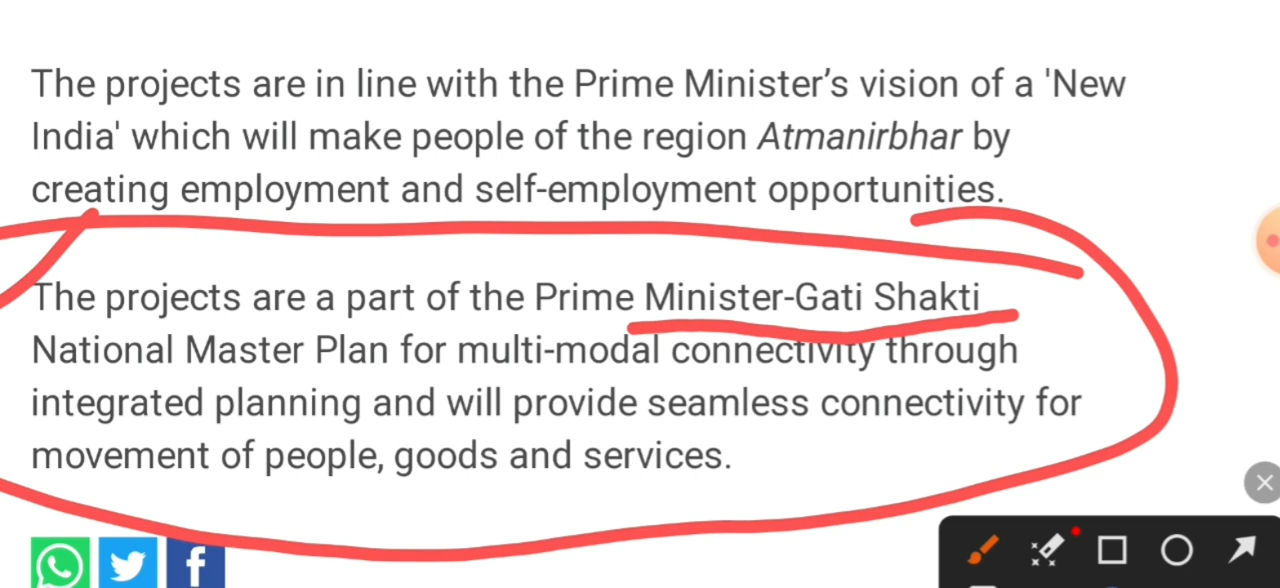 The projects are in line with the Prime Minister’s vision of a 'New
India' which will make people of the region Atmanirbhar by
creating employment and self-employment opportunities.
The projects are a part of the Prime Minister-Gati Shakti
National Master Plan for multi-modal connectivity through
integrated planning and will provide seamless connectivity for
movement of people, goods and services.